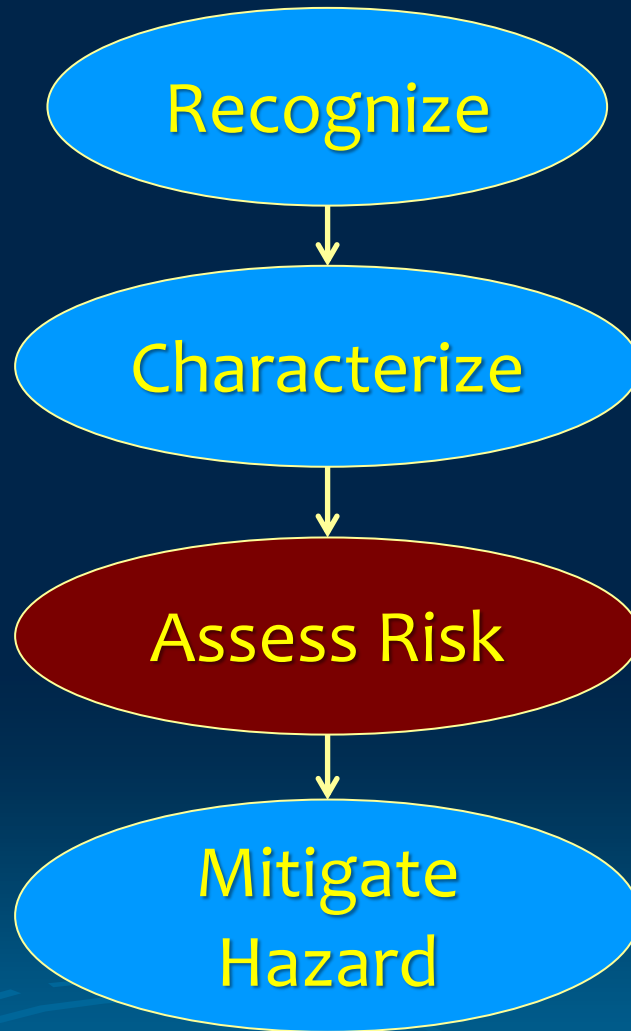 Recognize
Characterize
Assess Risk
Mitigate
Hazard